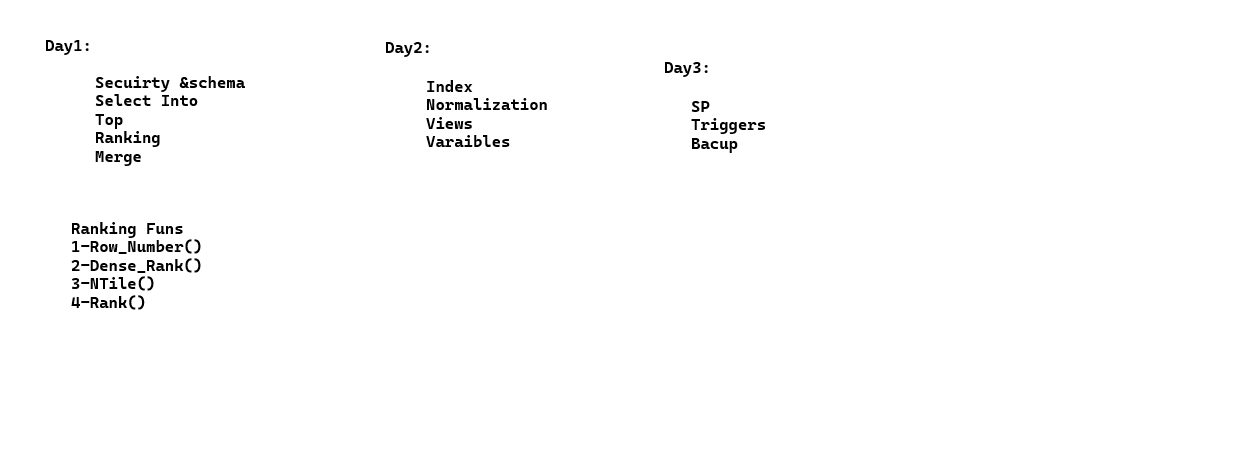 Day1:
Secuirty &schema
Select Into
Top
Ranking
Merge
Ranking Funs
1-Row_Number()
2-Dense_Rank()
3-NTile()
4-Rank()
Day2:
Index
Normalization
Views
Varaibles
Day3:
SP
Triggers
Bacup